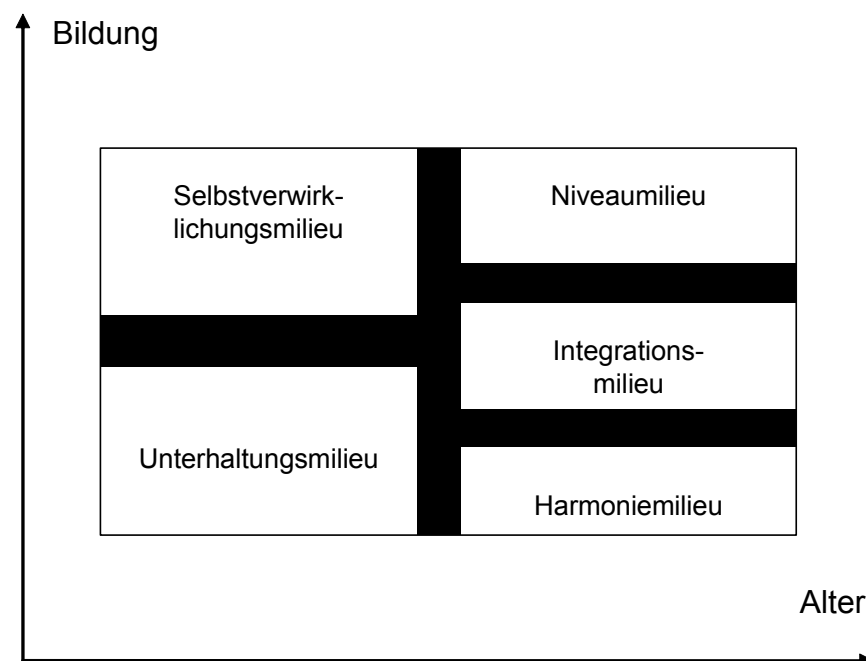 Bildung
Selbstverwirk-
lichungsmilieu
Niveaumilieu
Integrations-
milieu
Unterhaltungsmilieu
Harmoniemilieu
Alter